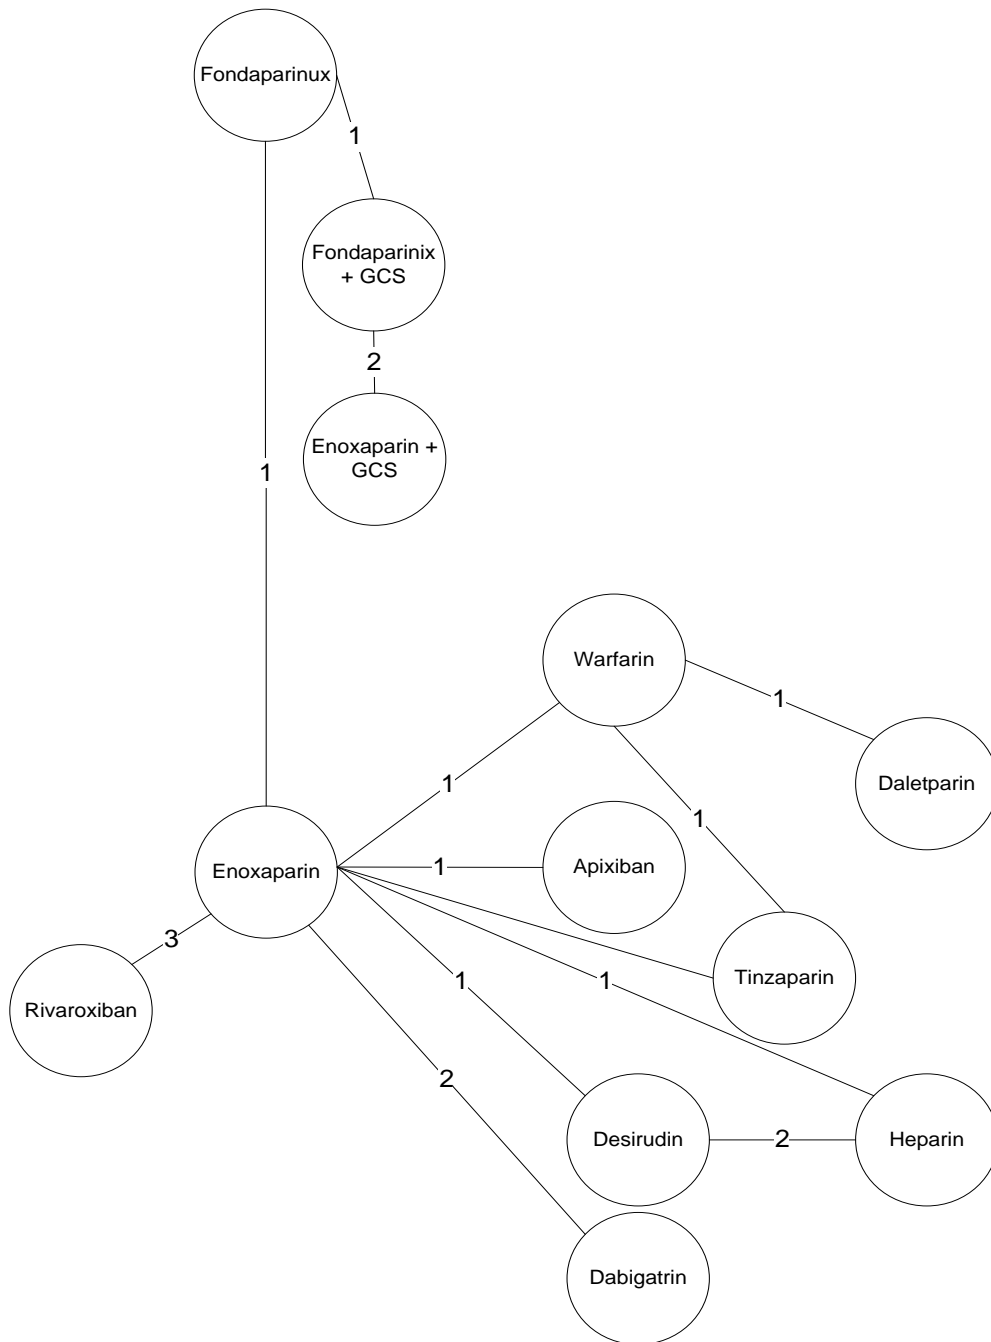 Fondaparinux
1
Fondaparinix
+ GCS
2
Enoxaparin +
GCS
1
Warfarin
1
Daletparin
1
1
Enoxaparin
1
Apixiban
3
Rivaroxiban
1
1
Tinzaparin
2
Desirudin
2
Heparin
Dabigatrin